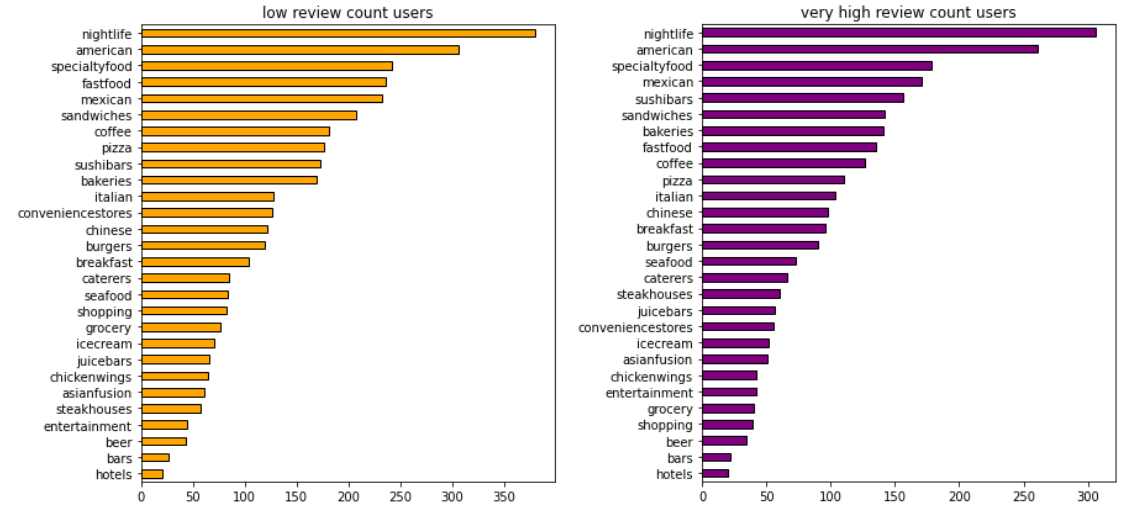 low review count users
nightlife
american
specialtyfood
fastfood
mexican
sandwiches
coffee
pizza
sushibars
bakeries
italian
conveniencestores
chinese
burgers
breakfast
caterers
seafood
shopping
grocery
icecream
juicebars
chickenwings
asianfusion
steakhouses
entertainment
beer
bars
hotels
0 50 100 150 200 250 300 350
very high review count users
nightlife
american
specialtyfood
mexican
sushibars
sandwiches
bakeries
fastfood
coffee
pizza
italian
chinese
breakfast
burgers
seafood
caterers
steakhouses
juicebars
conveniencestores
icecream
asianfusion
chickenwings
entertainment
grocery
shopping
beer
bars
hotels
0 50 100 150 200 250 300